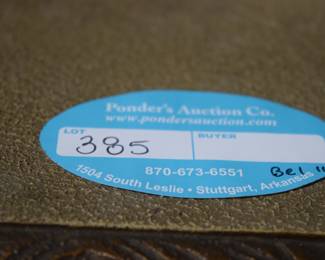 Ponder's Auction Co.
www.pondersauction.com
LOT 385 BUYER
870-673-6551
1504 South Leslie • Stuttgart, Arkansas